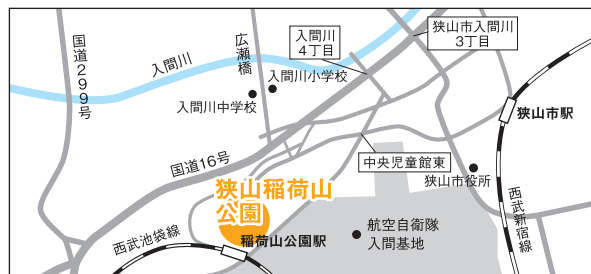 国道299号
入間川
広瀬橋
入間川
4丁目
狭山市入間川
3丁目
入間川小学校
入間川中学校
狭山市駅
国道16号
中央児童館東
狭山市役所
狭山稲荷山
公園
西武池袋線
稲荷山公園駅
航空自衛隊
入間基地
西武新宿線